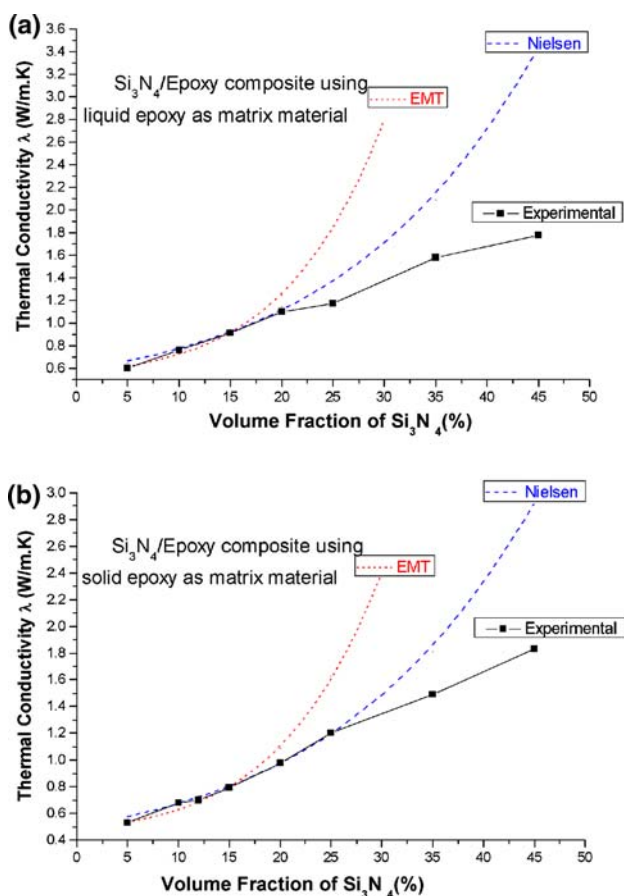 (a)
3.6
3.4
3.2
3.0
2.8
2.6
2.4
2.2
2.0
1.8
1.6
1.4
1.2
1.0
0.8
0.6
Thermal Conductivity λ (W/m.K)
Nielsen
Si₃N₄/Epoxy composite using
liquid epoxy as matrix material
EMT
Experimental
0 5 10 15 20 25 30 35 40 45 50
Volume Fraction of Si₃N₄(%)
(b)
3.0
2.8
2.6
2.4
2.2
2.0
1.8
1.6
1.4
1.2
1.0
0.8
0.6
0.4
Thermal Conductivity λ (W/m.K)
Nielsen
Si₃N₄/Epoxy composite using
solid epoxy as matrix material
EMT
Experimental
0 5 10 15 20 25 30 35 40 45 50
Volume Fraction of Si₃N₄(%)